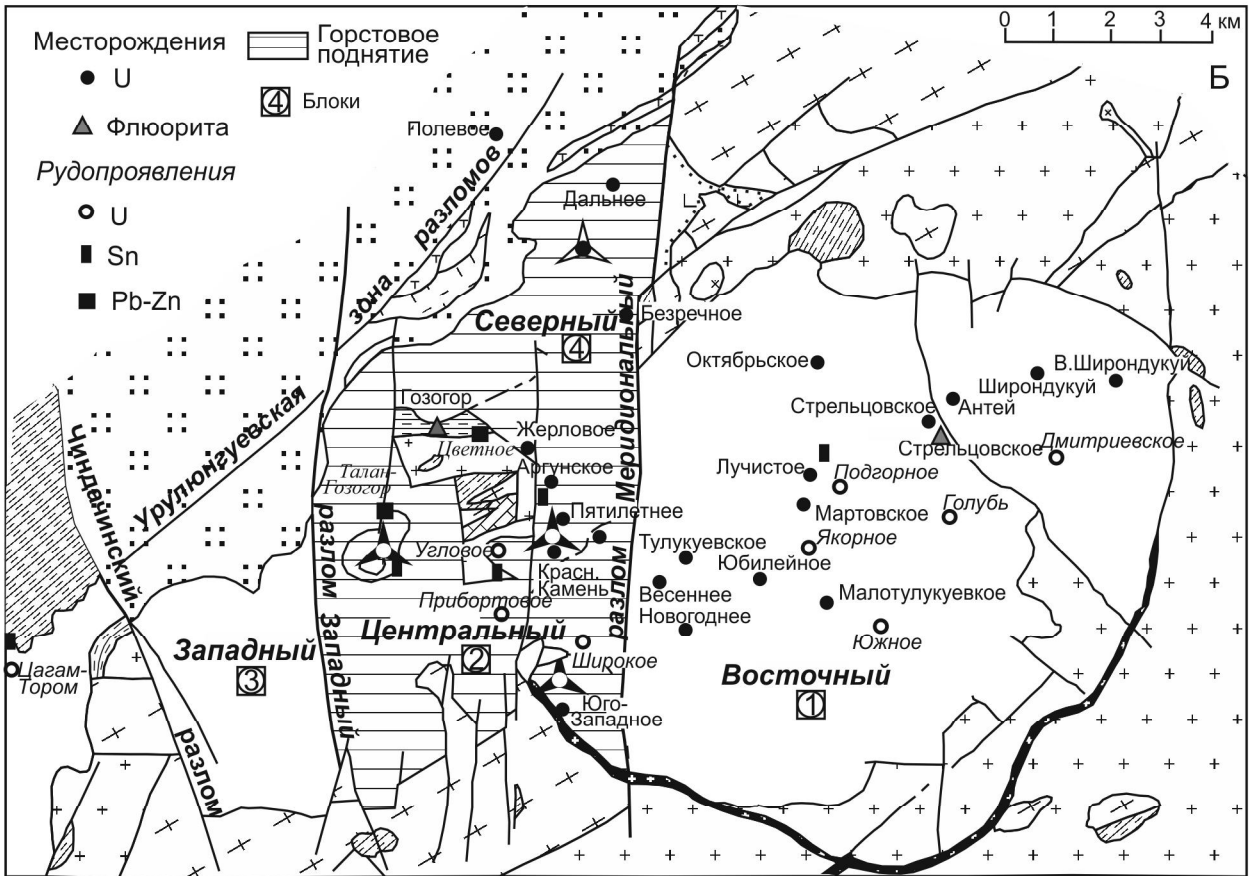 Месторождения
U
Флюорита
Рудопроявления
U
Sn
Pb-Zn
Горстовое
поднятие
4 Блоки
0 1 2 3 4 км
Б
Полевое
зона разломов
Урулюнгуевская
Дальнее
Северный
4
Безречное
Меридиональный
разлом
Октябрьское
Широндукуй
В.Широндукуй
Антей
Стрельцовское
Стрельцовское
Дмитриевское
Гозогор
Жерловое
Цветное
Аргунское
Талан-
Гозогор
Лучистое
Подгорное
Голубь
Пятилетнее
Мартовское
Якорное
Угловое
Тулукуевское
Юбилейное
Красн.
Камень
Весеннее
Новогоднее
Малотулукуевкое
Прибортовое
Южное
Центральный
2
Широкое
Юго-
Западное
Восточный
1
Западный
3
разлом Западный
Чинданинский
разлом
Цагам-
Тором